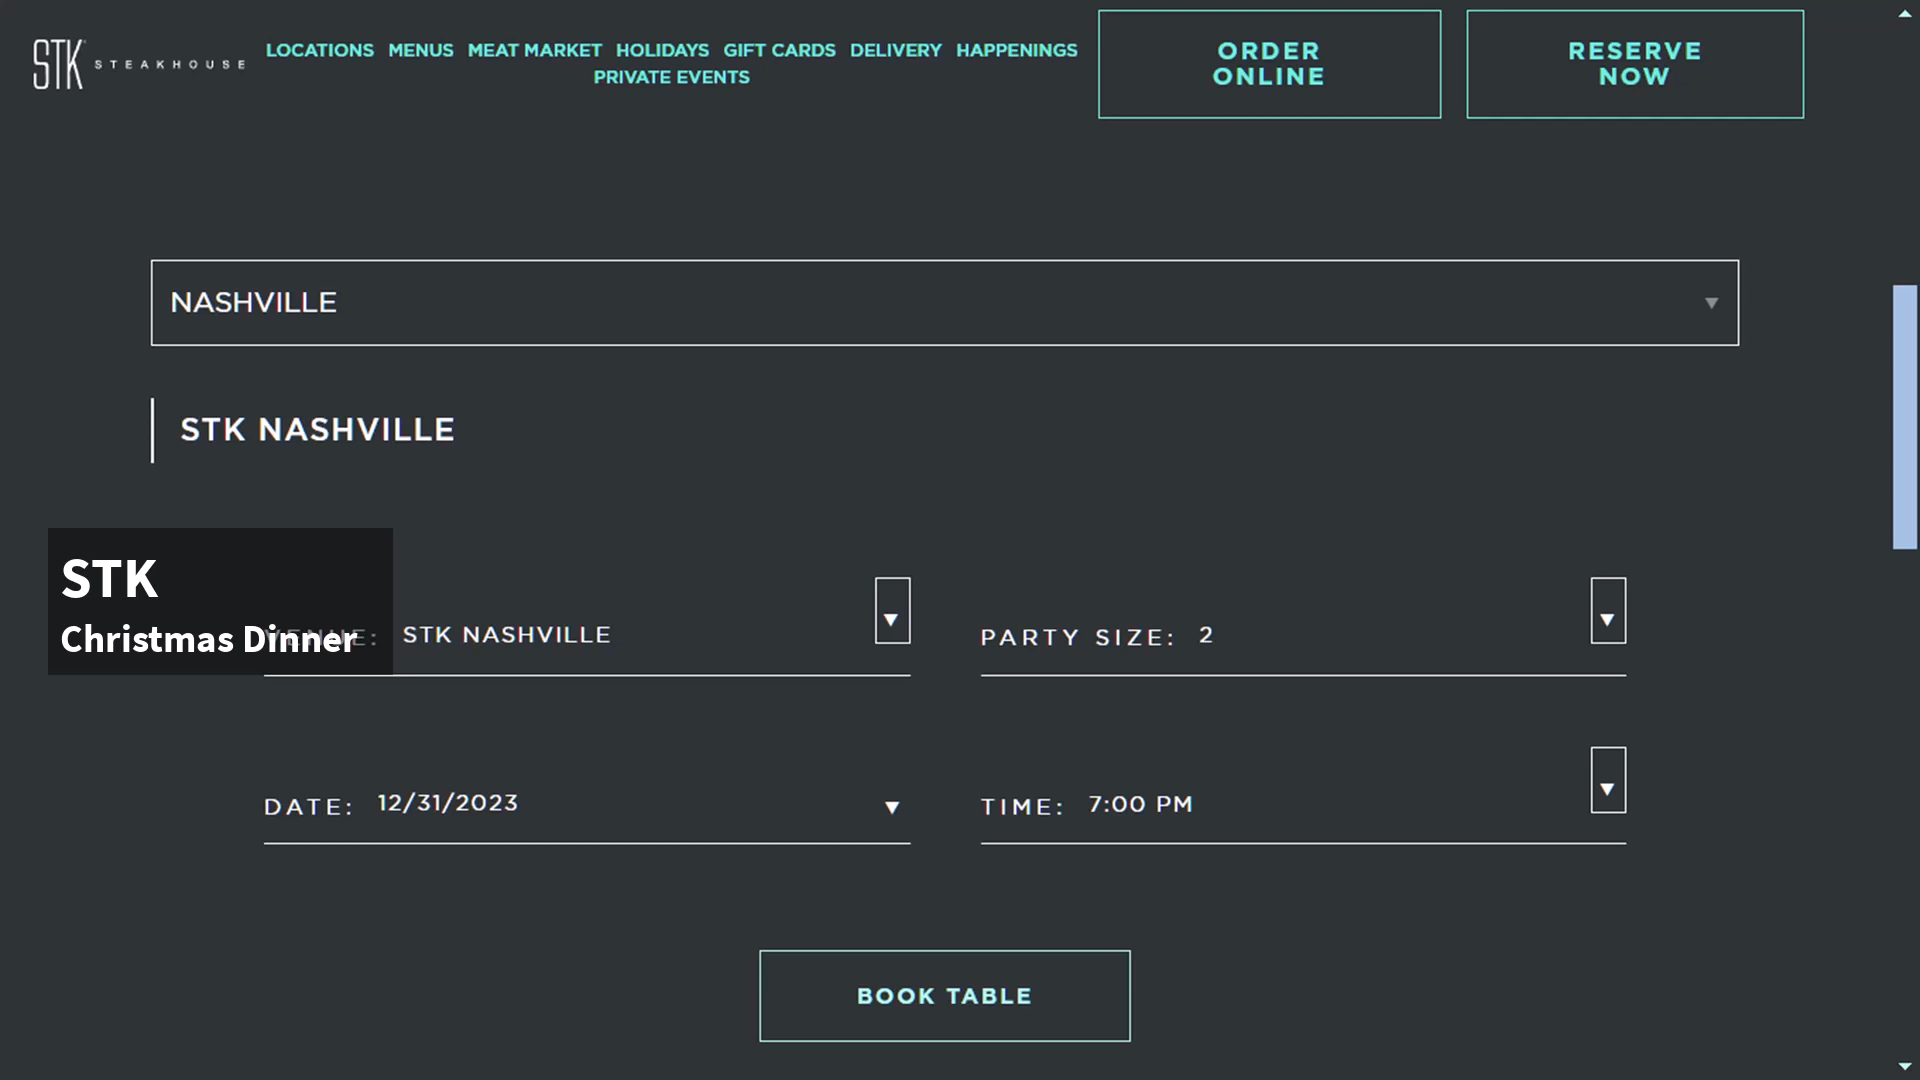 STK STEAKHOUSE
LOCATIONS MENUS MEAT MARKET HOLIDAYS GIFT CARDS DELIVERY HAPPENINGS
PRIVATE EVENTS
ORDER
ONLINE
RESERVE
NOW
NASHVILLE
STK NASHVILLE
STK
Christmas Dinner
VENUE: STK NASHVILLE
PARTY SIZE: 2
DATE: 12/31/2023
TIME: 7:00 PM
BOOK TABLE